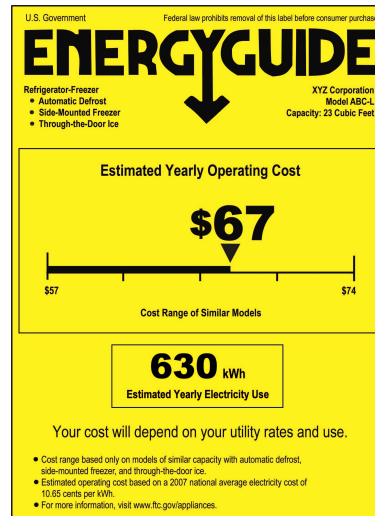 U.S. Government Federal law prohibits removal of this label before consumer purchase
ENERGYGUIDE
Refrigerator-Freezer
• Automatic Defrost
• Side-Mounted Freezer
• Through-the-Door Ice
XYZ Corporation
Model ABC-L
Capacity: 23 Cubic Feet
Estimated Yearly Operating Cost
$67
$57 $74
Cost Range of Similar Models
630 kWh
Estimated Yearly Electricity Use
Your cost will depend on your utility rates and use.
• Cost range based only on models of similar capacity with automatic defrost,
side-mounted freezer, and through-the-door ice.
• Estimated operating cost based on a 2007 national average electricity cost of
10.65 cents per kWh.
• For more information, visit www.ftc.gov/appliances.